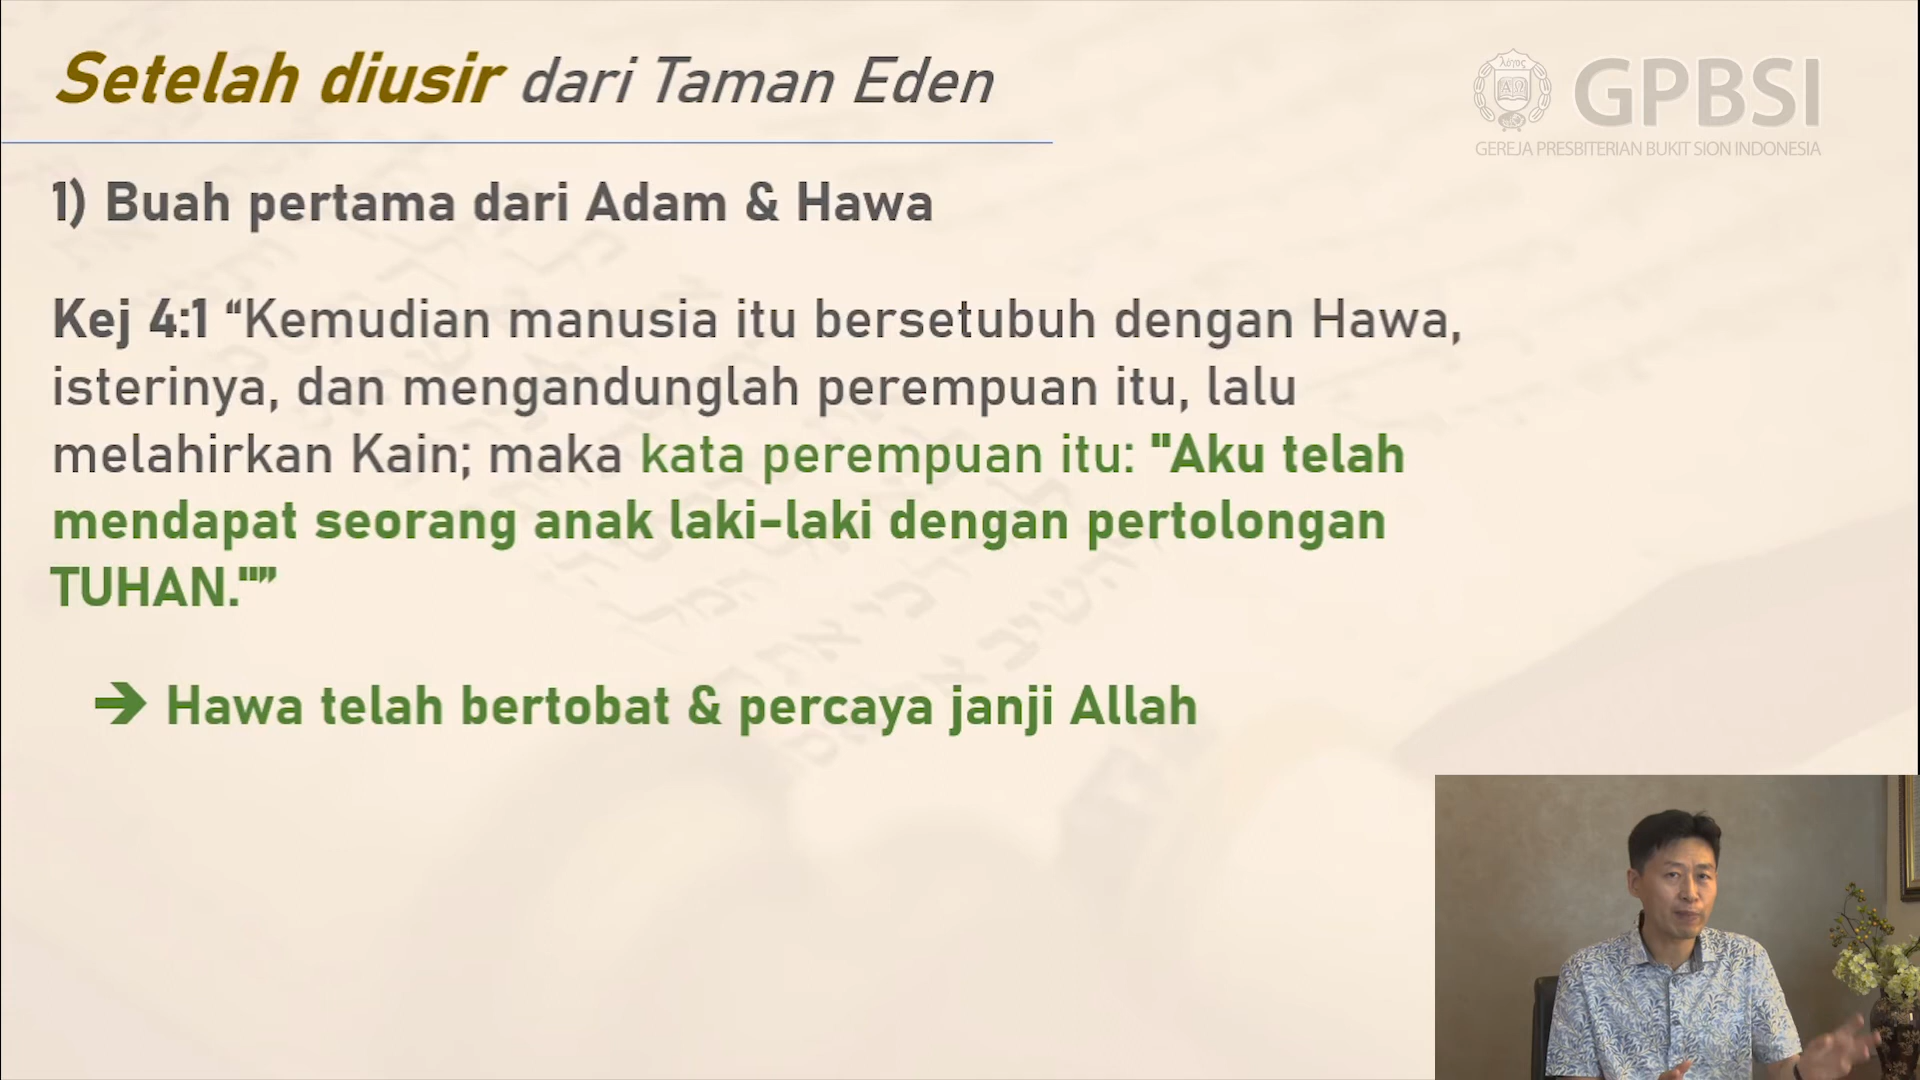 Setelah diusir dari Taman Eden
λόγος
ΑΩ
GPBSI
GEREJA PRESBITERIAN BUKIT SION INDONESIA
1) Buah pertama dari Adam & Hawa
Kej 4:1 “Kemudian manusia itu bersetubuh dengan Hawa,
isterinya, dan mengandunglah perempuan itu, lalu
melahirkan Kain; maka kata perempuan itu: "Aku telah
mendapat seorang anak laki-laki dengan pertolongan
TUHAN."”
➔ Hawa telah bertobat & percaya janji Allah